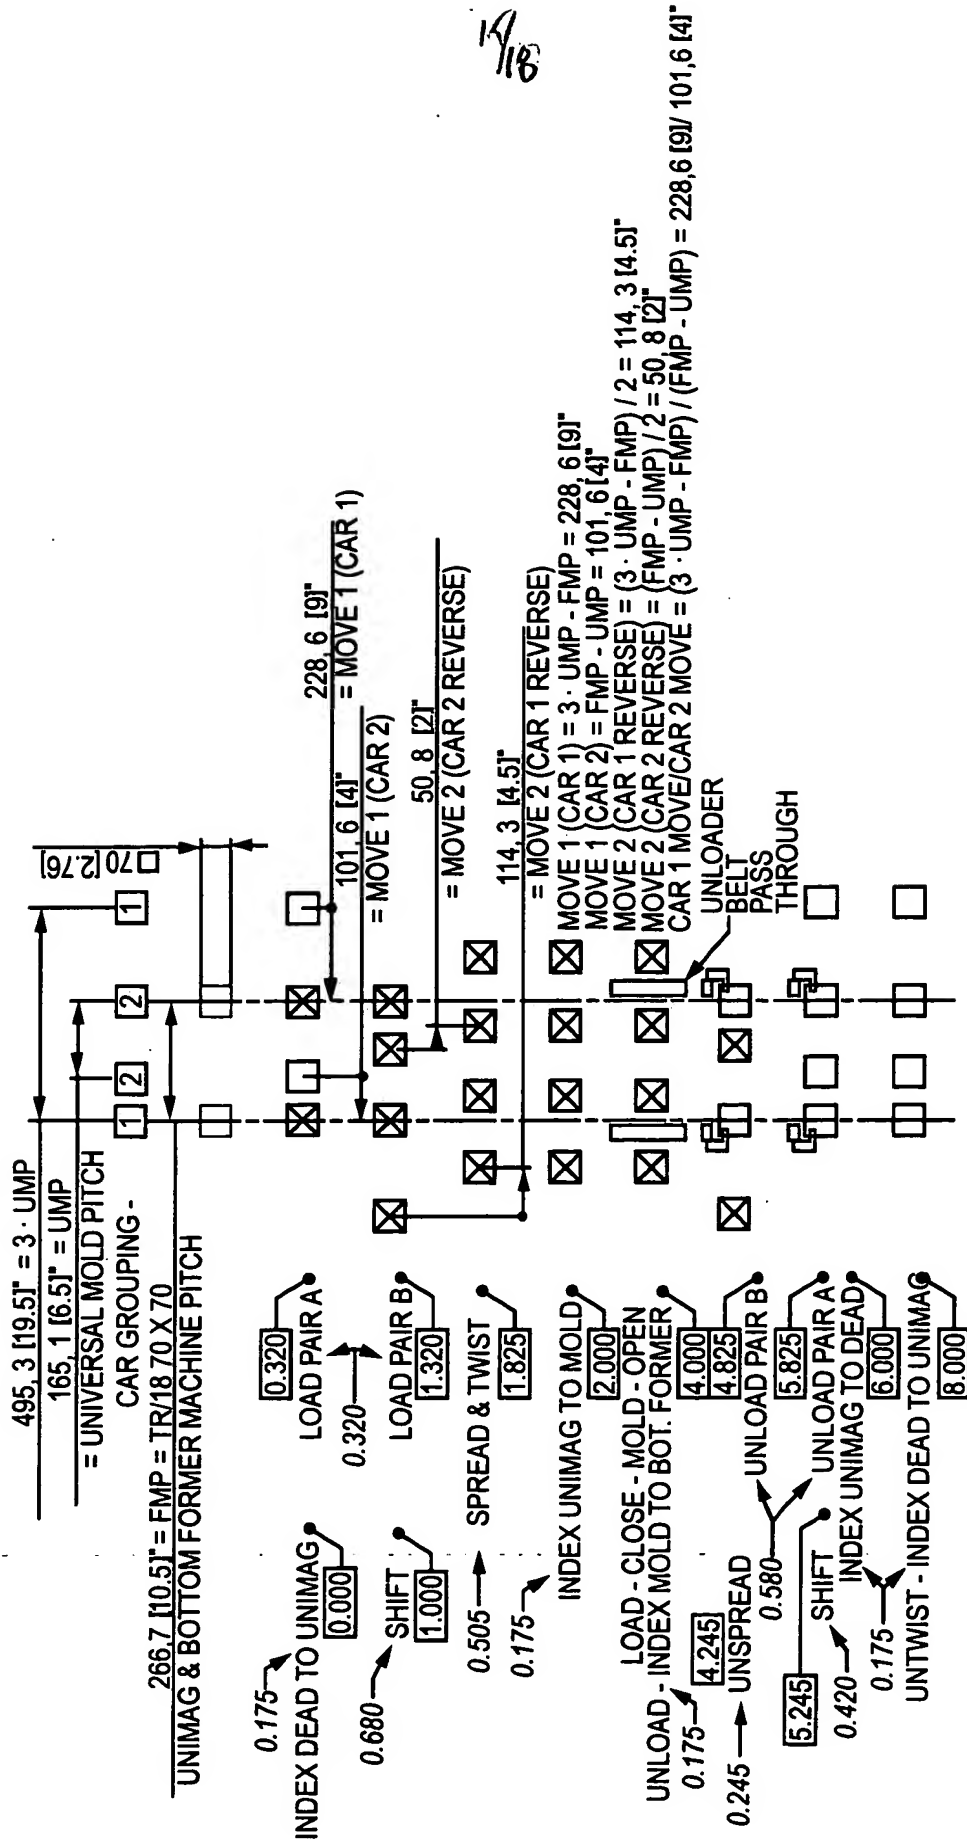 15/18
495, 3 [19.5]" = 3 · UMP
165, 1 [6.5]" = UMP
= UNIVERSAL MOLD PITCH
CAR GROUPING -
266,7 [10.5]" = FMP = TR/18 70 X 70
UNIMAG & BOTTOM FORMER MACHINE PITCH
1
2
2
1
□70 [2.76]
228, 6 [9]"
= MOVE 1 (CAR 1)
101, 6 [4]"
= MOVE 1 (CAR 2)
50, 8 [2]"
= MOVE 2 (CAR 2 REVERSE)
114, 3 [4.5]"
= MOVE 2 (CAR 1 REVERSE)
MOVE 1 (CAR 1) = 3 · UMP - FMP = 228, 6 [9]"
MOVE 1 (CAR 2) = FMP - UMP = 101, 6 [4]"
MOVE 2 (CAR 1 REVERSE) = (3 · UMP - FMP) / 2 = 114, 3 [4.5]"
MOVE 2 (CAR 2 REVERSE) = (FMP - UMP) / 2 = 50, 8 [2]"
CAR 1 MOVE/CAR 2 MOVE = (3 · UMP - FMP) / (FMP - UMP) = 228,6 [9]/ 101,6 [4]"
UNLOADER
BELT
PASS
THROUGH
0.175
INDEX DEAD TO UNIMAG
0.000
0.320
LOAD PAIR A
0.320
0.680
SHIFT
1.000
LOAD PAIR B
1.320
0.505
SPREAD & TWIST
1.825
0.175
INDEX UNIMAG TO MOLD
2.000
LOAD - CLOSE - MOLD - OPEN
UNLOAD - INDEX MOLD TO BOT. FORMER
0.175
4.000
4.245
0.245
UNSPREAD
4.825
UNLOAD PAIR B
0.580
5.245
SHIFT
0.420
5.825
UNLOAD PAIR A
INDEX UNIMAG TO DEAD
6.000
0.175
UNTWIST - INDEX DEAD TO UNIMAG
8.000